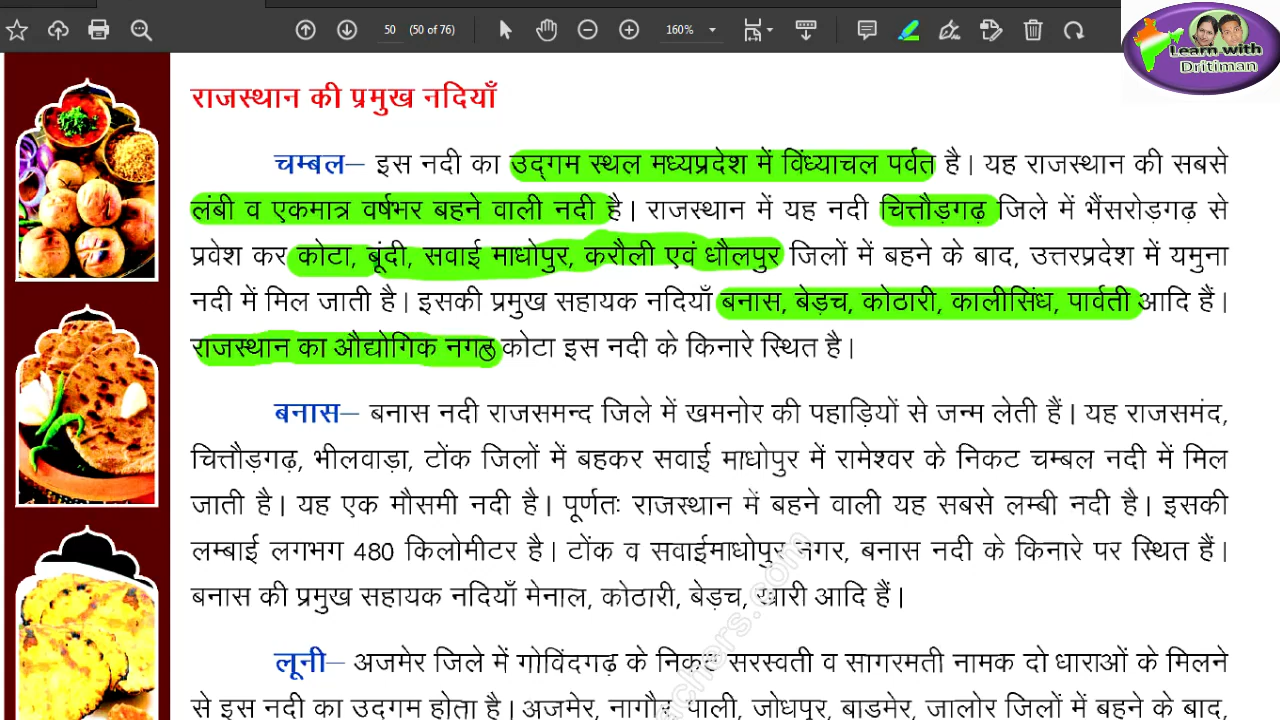 50 (50 of 76)
160%
Learn with
Dritiman
राजस्थान की प्रमुख नदियाँ
चम्बल– इस नदी का उद्गम स्थल मध्यप्रदेश में विंध्याचल पर्वत है। यह राजस्थान की सबसे
लंबी व एकमात्र वर्षभर बहने वाली नदी है। राजस्थान में यह नदी चित्तौड़गढ़ जिले में भैंसरोड़गढ़ से
प्रवेश कर कोटा, बूंदी, सवाई माधोपुर, करौली एवं धौलपुर जिलों में बहने के बाद, उत्तरप्रदेश में यमुना
नदी में मिल जाती है। इसकी प्रमुख सहायक नदियाँ बनास, बेड़च, कोठारी, कालीसिंध, पार्वती आदि हैं।
राजस्थान का औद्योगिक नगर कोटा इस नदी के किनारे स्थित है।
बनास– बनास नदी राजसमन्द जिले में खमनोर की पहाड़ियों से जन्म लेती हैं। यह राजसमंद,
चित्तौड़गढ़, भीलवाड़ा, टोंक जिलों में बहकर सवाई माधोपुर में रामेश्वर के निकट चम्बल नदी में मिल
जाती है। यह एक मौसमी नदी है। पूर्णतः राजस्थान में बहने वाली यह सबसे लम्बी नदी है। इसकी
लम्बाई लगभग 480 किलोमीटर है। टोंक व सवाईमाधोपुर नगर, बनास नदी के किनारे पर स्थित हैं।
बनास की प्रमुख सहायक नदियाँ मेनाल, कोठारी, बेड़च, खारी आदि हैं।
लूनी– अजमेर जिले में गोविंदगढ़ के निकट सरस्वती व सागरमती नामक दो धाराओं के मिलने
से इस नदी का उद्गम होता है। अजमेर, नागौर, पाली, जोधपुर, बाडमेर, जालोर जिलों में बहने के बाद,